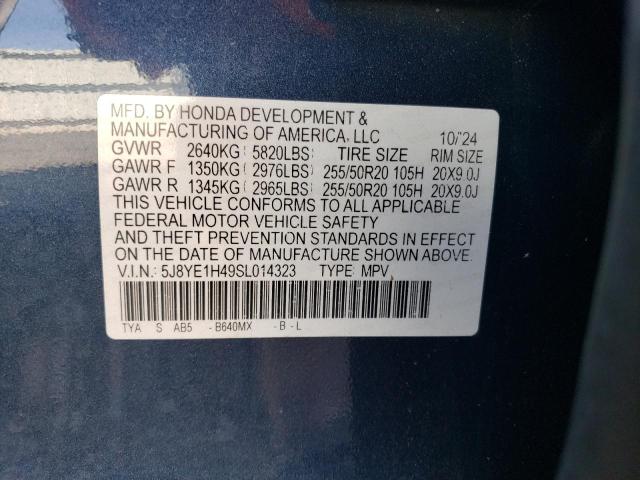 MFD. BY HONDA DEVELOPMENT &
MANUFACTURING OF AMERICA, LLC 10/'24
GVWR 2640KG( 5820LBS) TIRE SIZE RIM SIZE
GAWR F 1350KG( 2976LBS) 255/50R20 105H 20X9.0J
GAWR R 1345KG( 2965LBS) 255/50R20 105H 20X9.0J
THIS VEHICLE CONFORMS TO ALL APPLICABLE
FEDERAL MOTOR VEHICLE SAFETY
AND THEFT PREVENTION STANDARDS IN EFFECT
ON THE DATE OF MANUFACTURE SHOWN ABOVE.
V.I.N.: 5J8YE1H49SL014323 TYPE: MPV
TYA S AB5 - B640MX - B - L